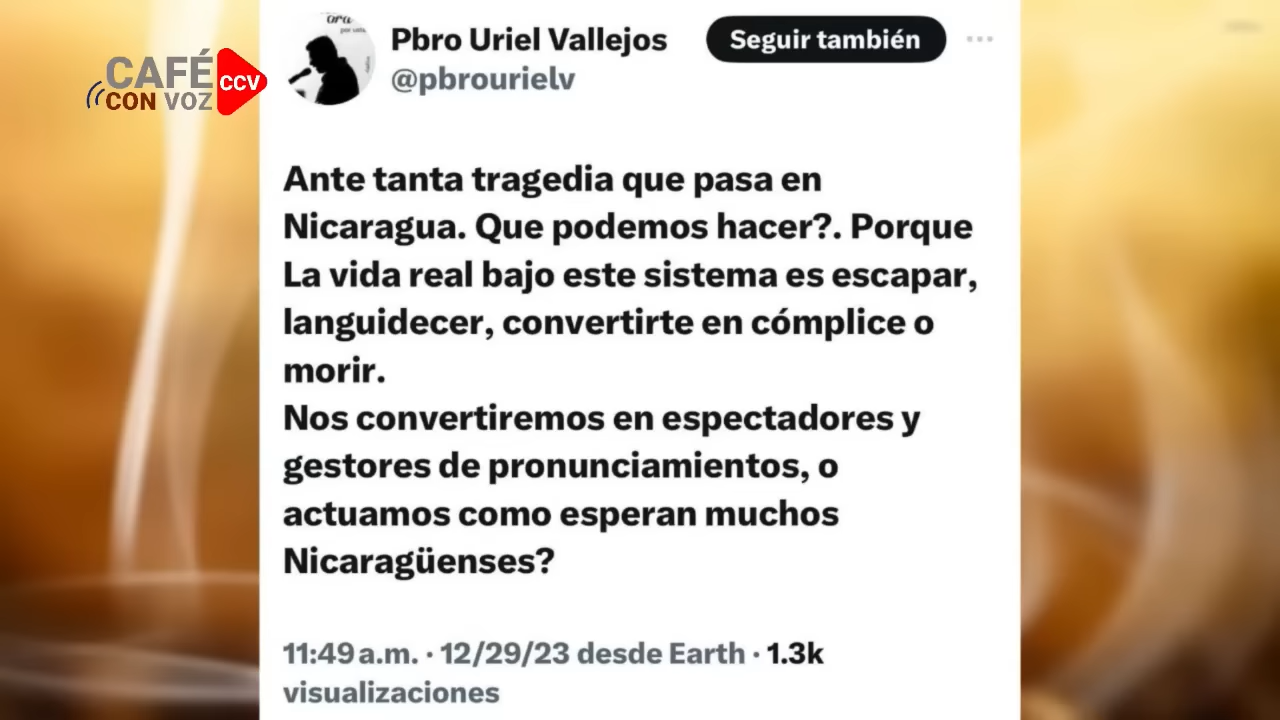 CAFÉ
CON VOZ
CCV
Pbro Uriel Vallejos
@pbrourielv
Seguir también
Ante tanta tragedia que pasa en
Nicaragua. Que podemos hacer?. Porque
La vida real bajo este sistema es escapar,
languidecer, convertirte en cómplice o
morir.
Nos convertiremos en espectadores y
gestores de pronunciamientos, o
actuamos como esperan muchos
Nicaragüenses?
11:49 a.m. · 12/29/23 desde Earth · 1.3k
visualizaciones